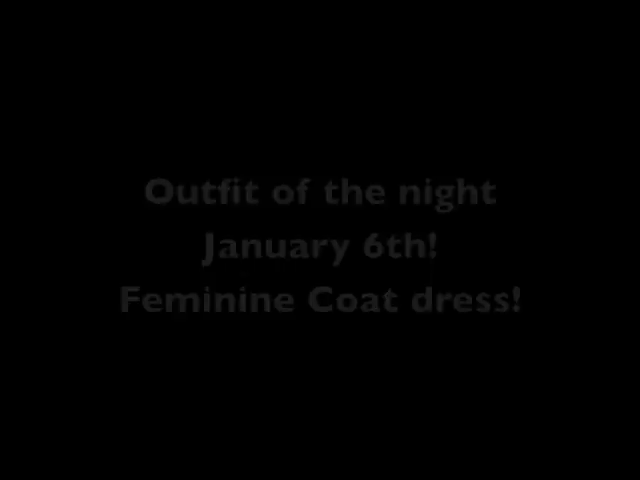 Outfit of the night
January 6th!
Feminine Coat dress!